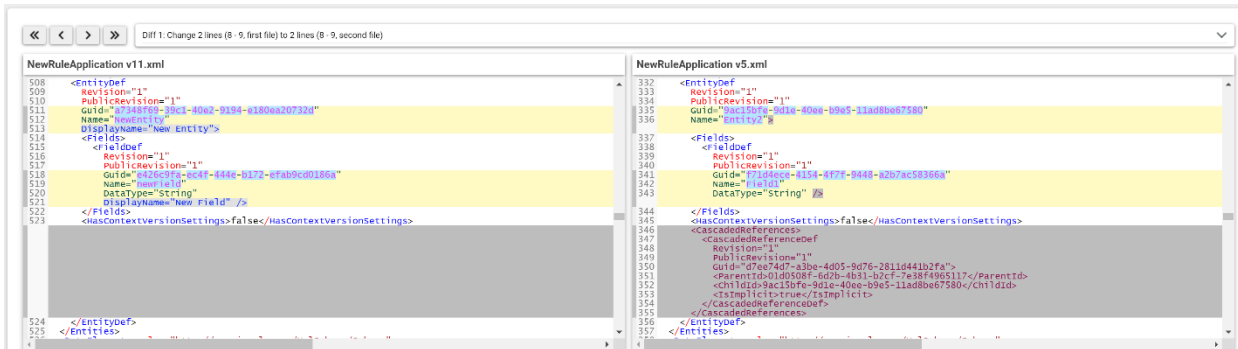 Diff 1: Change 2 lines (8 - 9, first file) to 2 lines (8 - 9, second file)
NewRuleApplication v11.xml
508 <EntityDef
509 Revision="1"
510 PublicRevision="1"
511 Guid="a7348f69-39c1-40e2-9194-e180ea20732d"
512 Name="NewEntity"
513 DisplayName="New Entity">
514 <Fields>
515 <FieldDef
516 Revision="1"
517 PublicRevision="1"
518 Guid="e426c9fa-ec4f-444e-b172-efab9cd0186a"
519 Name="newField"
520 DataType="String"
521 DisplayName="New Field" />
522 </Fields>
523 <HasContextVersionSettings>false</HasContextVersionSettings>
524 </EntityDef>
525 </Entities>
NewRuleApplication v5.xml
332 <EntityDef
333 Revision="1"
334 PublicRevision="1"
335 Guid="9ac15bfe-9d1e-40ee-b9e5-11ad8be67580"
336 Name="Entity2">
337 <Fields>
338 <FieldDef
339 Revision="1"
340 PublicRevision="1"
341 Guid="f71d4ece-4154-4f7f-9448-a2b7ac58366a"
342 Name="Field1"
343 DataType="String" />
344 </Fields>
345 <HasContextVersionSettings>false</HasContextVersionSettings>
346 <CascadedReferences>
347 <CascadedReferenceDef
348 Revision="1"
349 PublicRevision="1"
350 Guid="d7ee74d7-a3be-4d05-9d76-2811d441b2fa">
351 <ParentId>01d0508f-6d2b-4b31-b2cf-7e38f4965117</ParentId>
352 <ChildId>9ac15bfe-9d1e-40ee-b9e5-11ad8be67580</ChildId>
353 <IsImplicit>true</IsImplicit>
354 </CascadedReferenceDef>
355 </CascadedReferences>
356 </EntityDef>
357 </Entities>